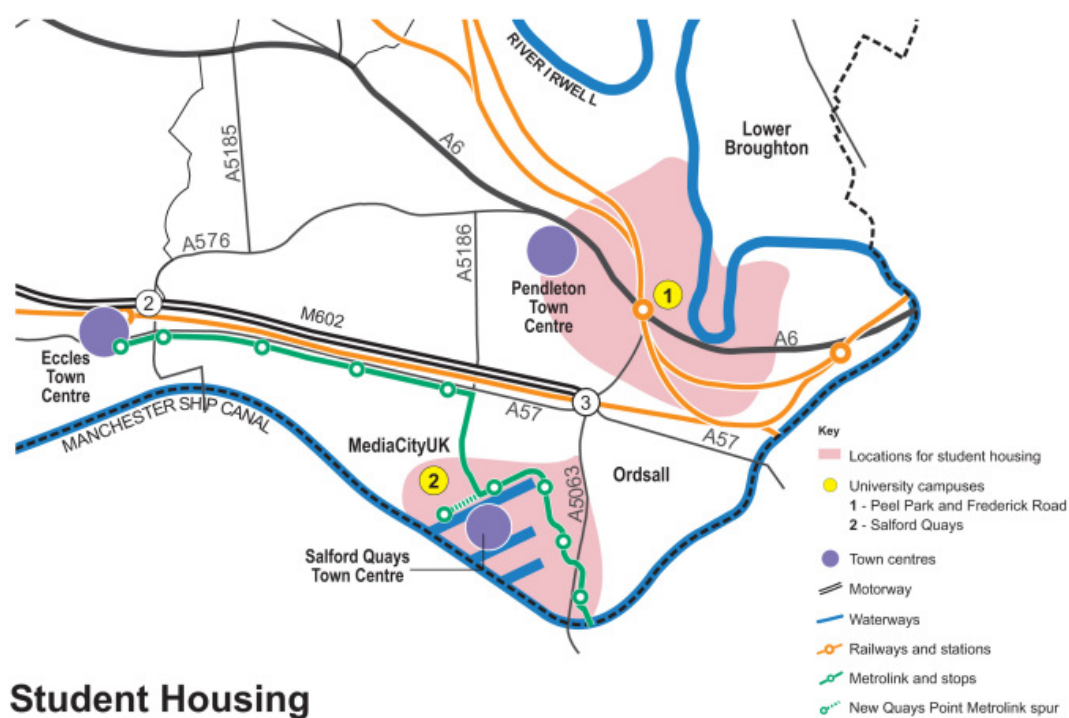 RIVER IRWELL
Lower
Broughton
A6
A5185
A576
A5186
Pendleton
Town
Centre
1
A6
2
M602
Eccles
Town
Centre
3
A57
A57
MANCHESTER SHIP CANAL
MediaCityUK
2
Ordsall
A5063
Salford Quays
Town Centre
Key
Locations for student housing
University campuses
1 - Peel Park and Frederick Road
2 - Salford Quays
Town centres
Motorway
Waterways
Railways and stations
Metrolink and stops
New Quays Point Metrolink spur
Student Housing